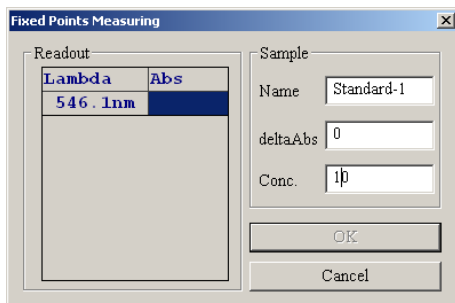 Fixed Points Measuring
Readout
Lambda Abs
546.1nm
Sample
Name Standard-1
deltaAbs 0
Conc. 10
OK
Cancel